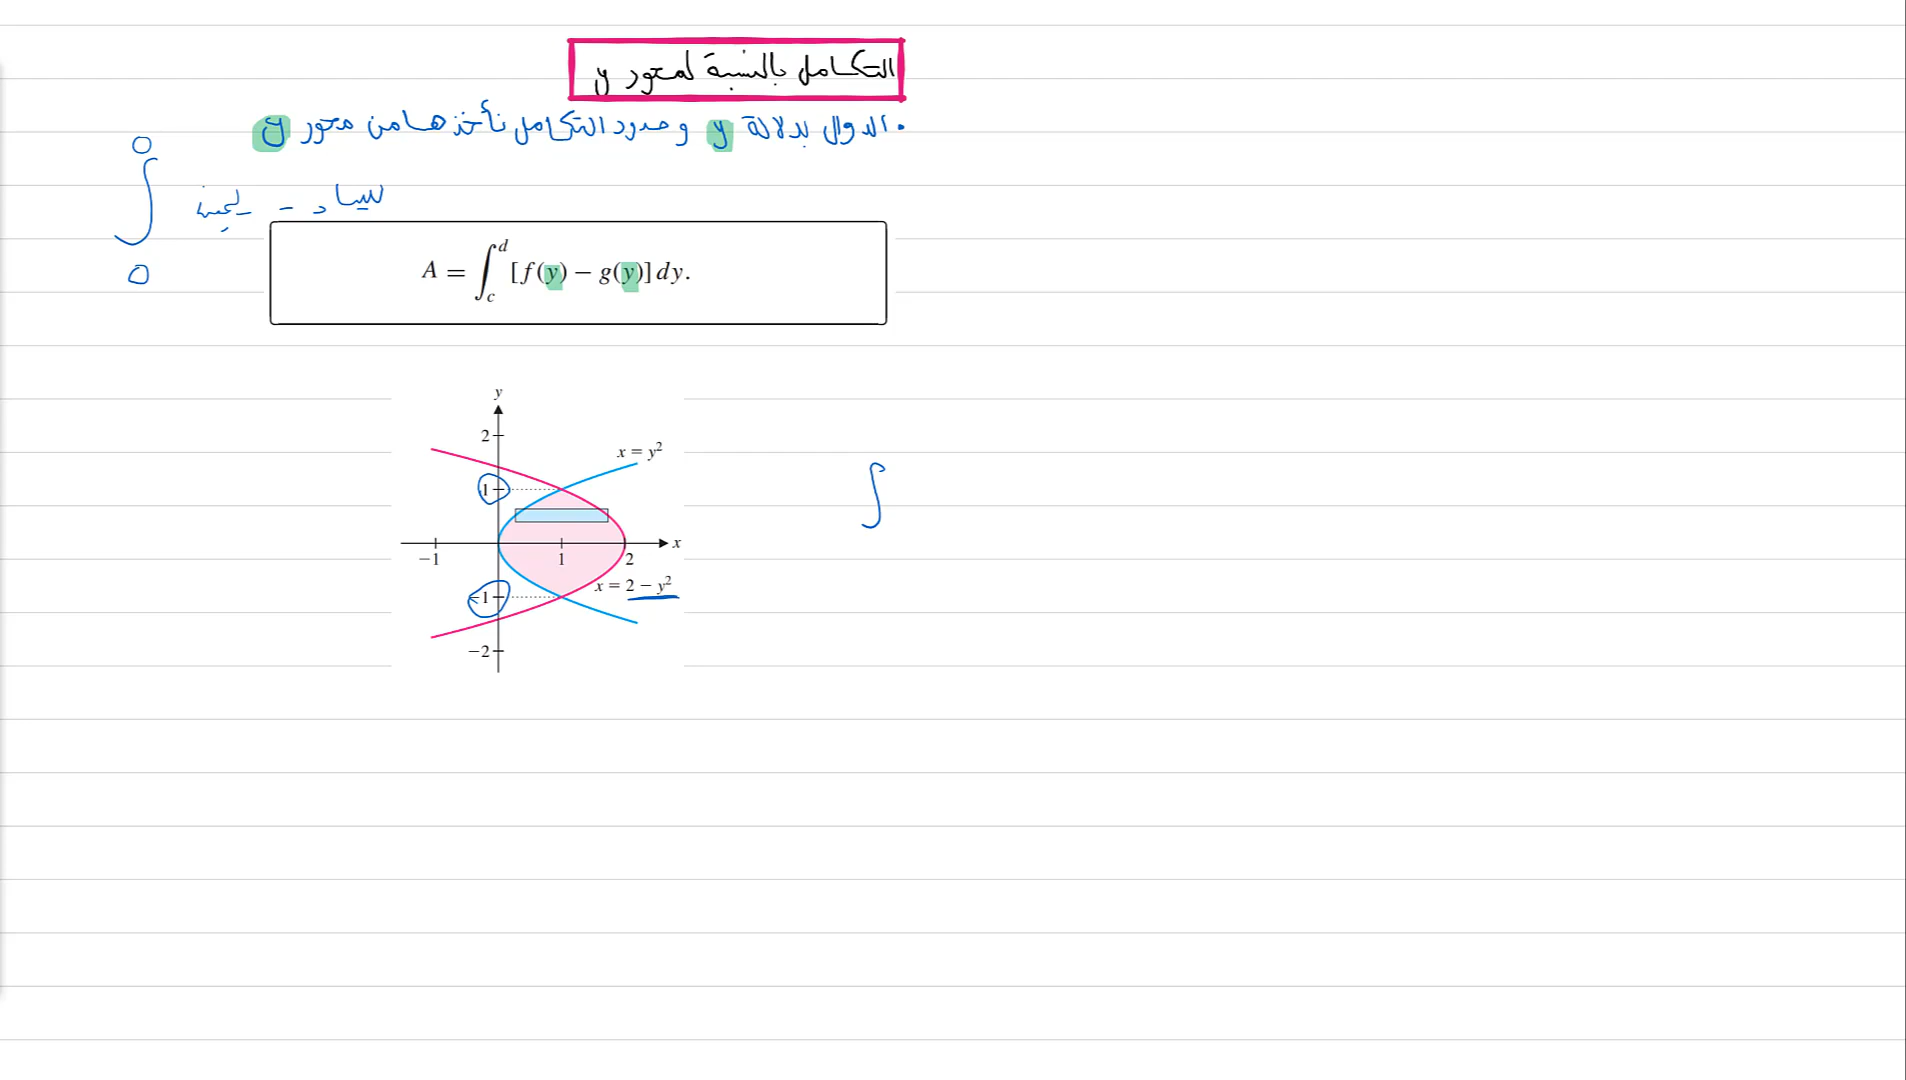 التكامل بالنسبة لمحور y
• الدوال بدلالة y وحدود التكامل نأخذها من محور y
يمين - يسار
A = ∫_c^d [f(y) − g(y)] dy.
y
2
x = y²
1
−1 1 2 x
x = 2 − y²
−1
−2
∫